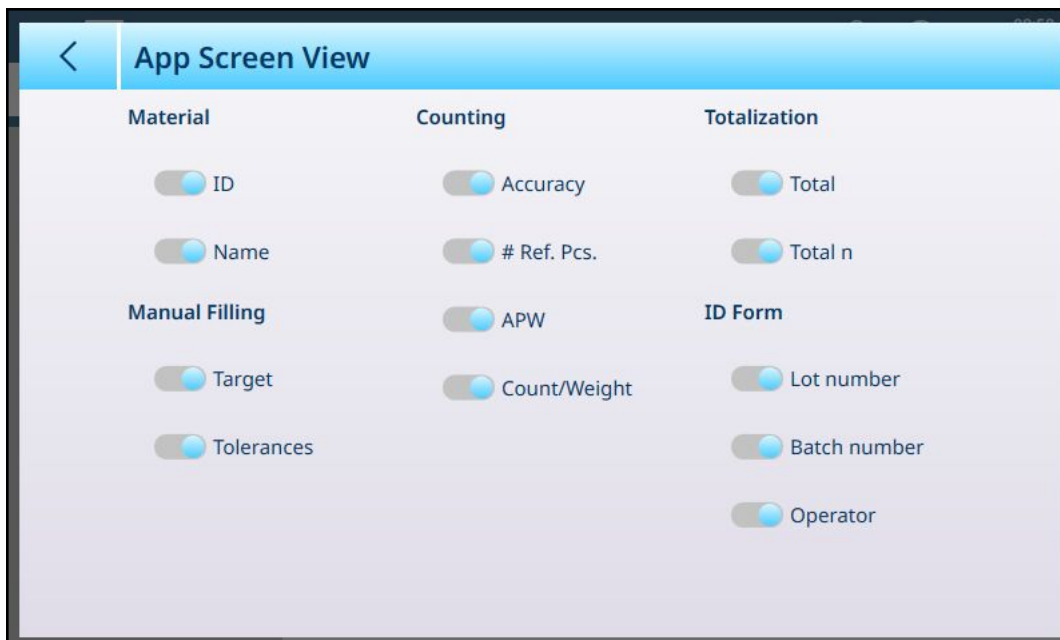 App Screen View
Material
ID
Name
Manual Filling
Target
Tolerances
Counting
Accuracy
# Ref. Pcs.
APW
Count/Weight
Totalization
Total
Total n
ID Form
Lot number
Batch number
Operator